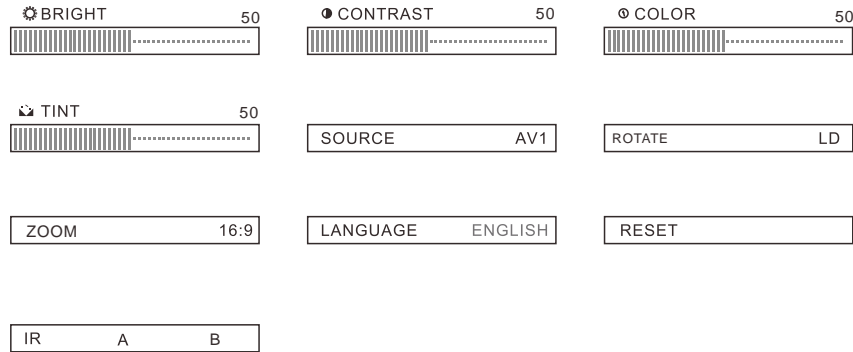 BRIGHT 50
CONTRAST 50
COLOR 50
TINT 50
SOURCE AV1
ROTATE LD
ZOOM 16:9
LANGUAGE ENGLISH
RESET
IR A B